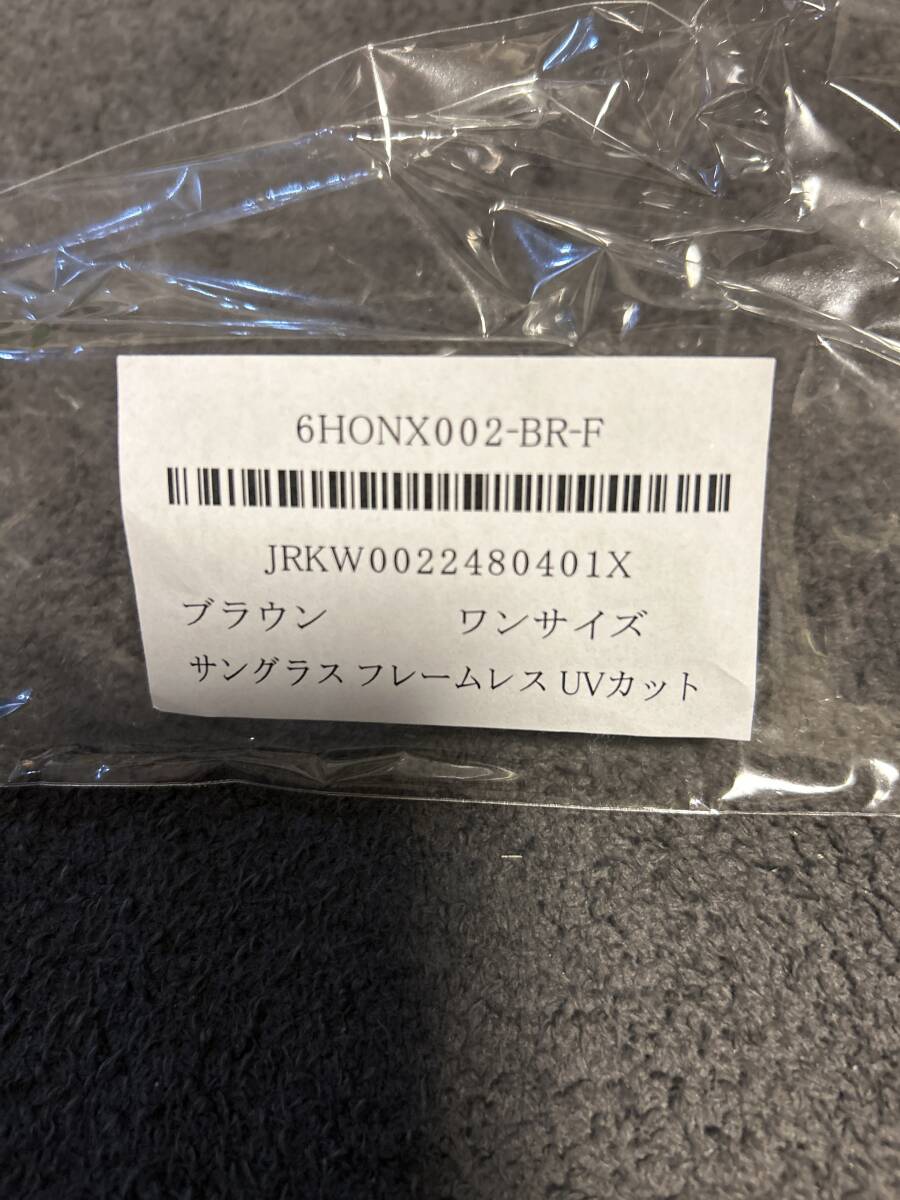 6HONX002-BR-F
JRKW0022480401X
ブラウン ワンサイズ
サングラス フレームレス UVカット